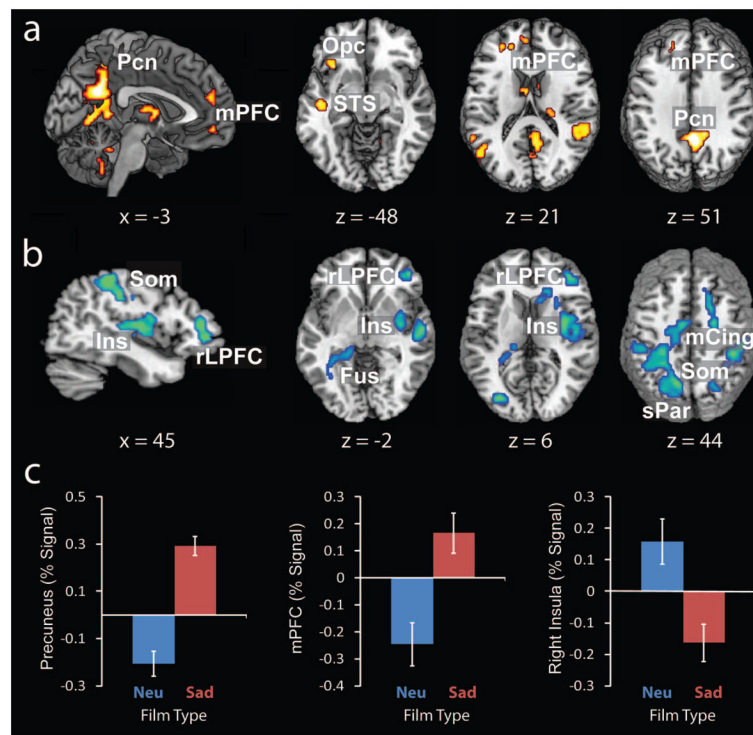 a
Pcn
mPFC
Opc
STS
mPFC
mPFC
Pcn
x = -3
z = -48
z = 21
z = 51
b
Som
Ins
rLPFC
rLPFC
Ins
Fus
rLPFC
Ins
mCing
Som
sPar
x = 45
z = -2
z = 6
z = 44
c
Precuneus (% Signal)
0.5
0.3
0.1
-0.1
-0.3
Neu Sad
Film Type
mPFC (% Signal)
0.3
0.2
0.1
0
-0.1
-0.2
-0.3
-0.4
Neu Sad
Film Type
Right Insula (% Signal)
0.3
0.2
0.1
0
-0.1
-0.2
-0.3
Neu Sad
Film Type